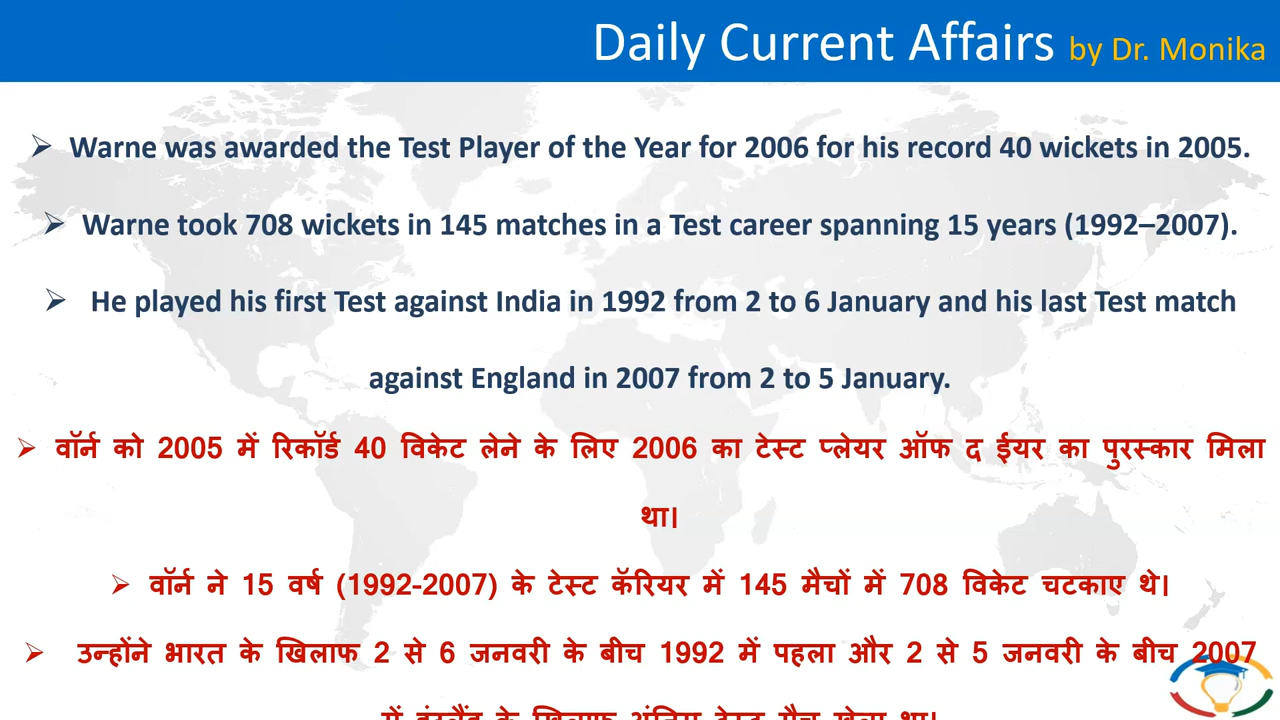 Daily Current Affairs by Dr. Monika
➢ Warne was awarded the Test Player of the Year for 2006 for his record 40 wickets in 2005.
➢ Warne took 708 wickets in 145 matches in a Test career spanning 15 years (1992–2007).
➢ He played his first Test against India in 1992 from 2 to 6 January and his last Test match
against England in 2007 from 2 to 5 January.
➢ वॉर्न को 2005 में रिकॉर्ड 40 विकेट लेने के लिए 2006 का टेस्ट प्लेयर ऑफ द ईयर का पुरस्कार मिला
था।
➢ वॉर्न ने 15 वर्ष (1992-2007) के टेस्ट कॅरियर में 145 मैचों में 708 विकेट चटकाए थे।
➢ उन्होंने भारत के खिलाफ 2 से 6 जनवरी के बीच 1992 में पहला और 2 से 5 जनवरी के बीच 2007
में इंग्लैंड के खिलाफ अंतिम टेस्ट मैच खेला था।